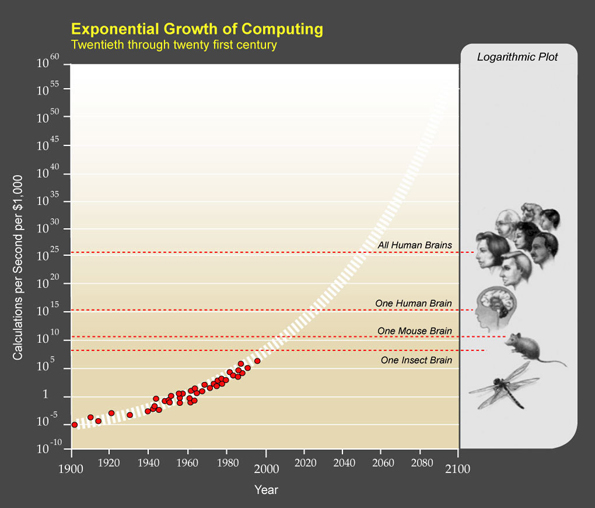 Exponential Growth of Computing
Twentieth through twenty first century
Logarithmic Plot
Calculations per Second per $1,000
10^60
10^55
10^50
10^45
10^40
10^35
10^30
10^25
10^20
10^15
10^10
10^5
1
10^-5
10^-10
All Human Brains
One Human Brain
One Mouse Brain
One Insect Brain
1900 1920 1940 1960 1980 2000 2020 2040 2060 2080 2100
Year